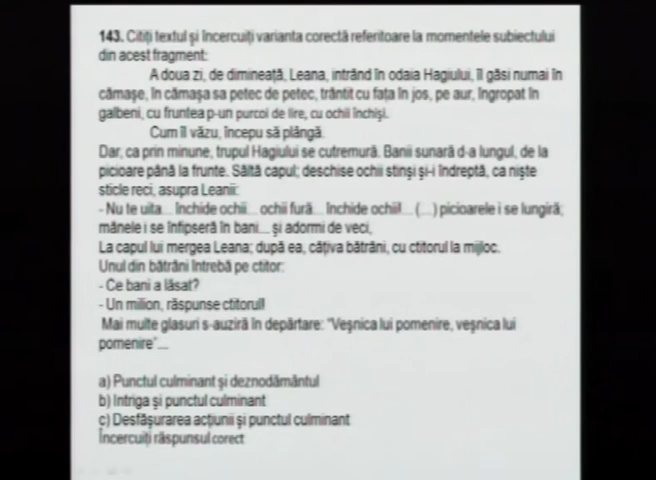 143. Citiți textul și încercuiți varianta corectă referitoare la momentele subiectului
din acest fragment:
A doua zi, de dimineață, Leana, intrând în odaia Hagiului, îl găsi numai în
cămașe, în cămașa sa petec de petec, trântit cu fața în jos, pe aur, îngropat în
galbeni, cu fruntea p-un purcoi de lire, cu ochii închiși.
Cum îl văzu, începu să plângă.
Dar, ca prin minune, trupul Hagiului se cutremură. Banii sunară d-a lungul, de la
picioare până la frunte. Săltă capul; deschise ochii stinși și-i îndreptă, ca niște
sticle reci, asupra Leanii:
- Nu te uita... închide ochii... ochii fură... închide ochii!... (...) picioarele i se lungiră;
mânele i se înfipseră în bani... și adormi de veci,
La capul lui mergea Leana; după ea, câțiva bătrâni, cu ctitorul la mijloc.
Unul din bătrâni întrebă pe ctitor:
- Ce bani a lăsat?
- Un milion, răspunse ctitorul!
Mai multe glasuri s-auziră în depărtare: "Veșnica lui pomenire, veșnica lui
pomenire"...
a) Punctul culminant și deznodământul
b) Intriga și punctul culminant
c) Desfășurarea acțiunii și punctul culminant
Încercuiți răspunsul corect